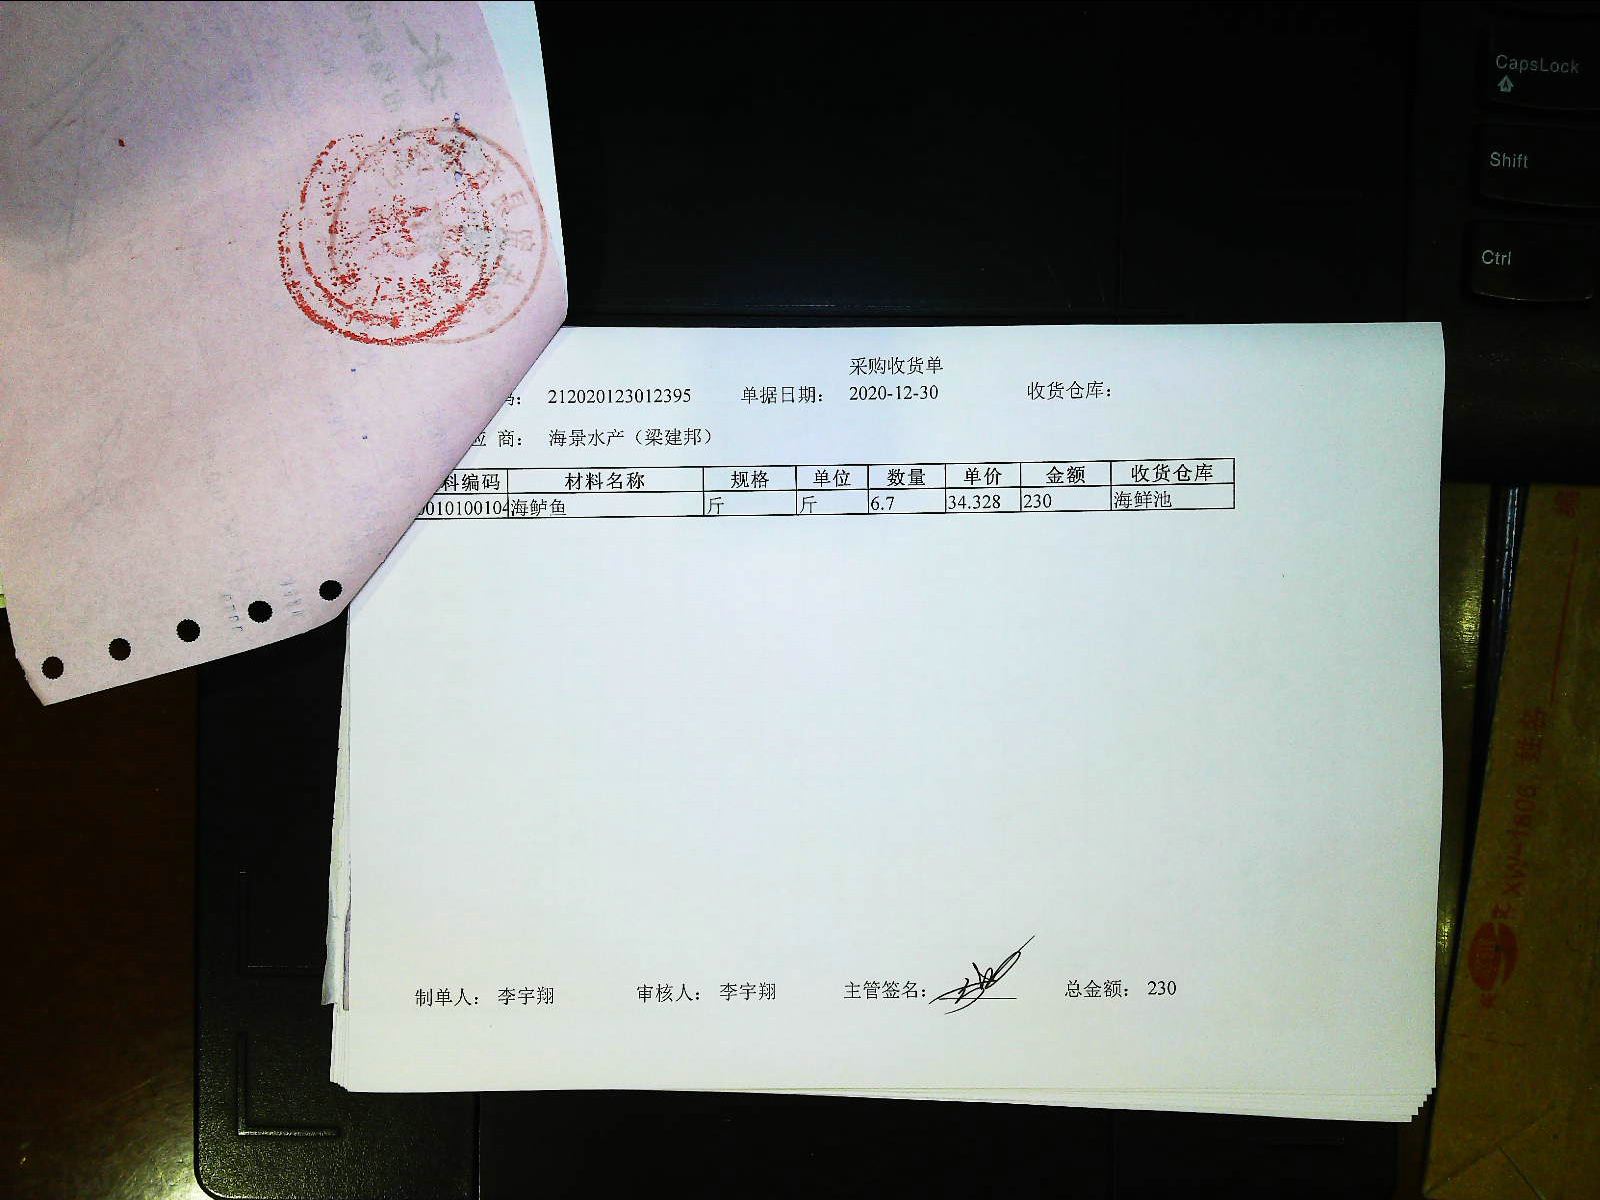 CapsLock
Shift
Ctrl
采购收货单
码： 212020123012395 单据日期： 2020-12-30 收货仓库：
应 商： 海景水产（梁建邦）
料编码 材料名称 规格 单位 数量 单价 金额 收货仓库
010100104 海鲈鱼 斤 斤 6.7 34.328 230 海鲜池
制单人： 李宇翔 审核人： 李宇翔 主管签名： 总金额： 230